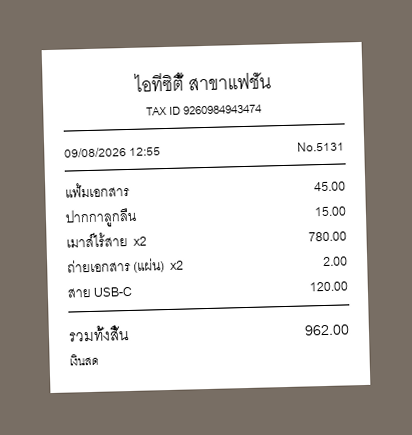 ไอทีซิตี้ สาขาแฟชั่น
TAX ID 9260984943474
09/08/2026 12:55 No.5131
แฟ้มเอกสาร 45.00
ปากกาลูกลื่น 15.00
เมาส์ไร้สาย x2 780.00
ถ่ายเอกสาร (แผ่น) x2 2.00
สาย USB-C 120.00
รวมทั้งสิ้น 962.00
เงินสด